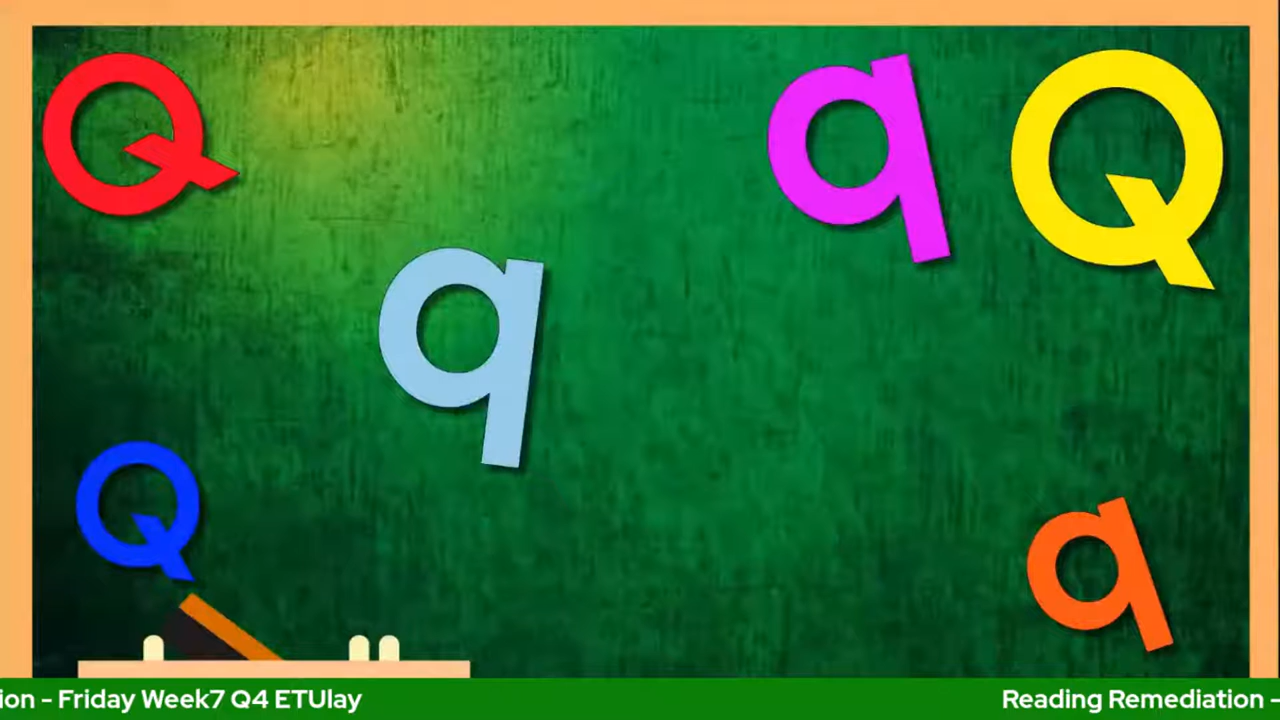 Q q Q
q
Q q
ion - Friday Week7 Q4 ETUlay Reading Remediation -